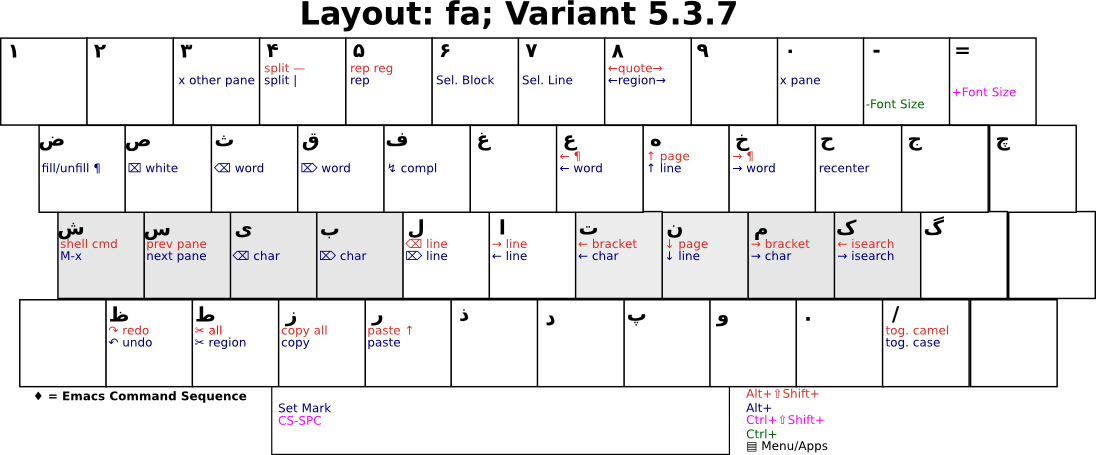 Layout: fa; Variant 5.3.7
۱ ۲ ۳ ۴ ۵ ۶ ۷ ۸ ۹ ۰ - =
split — rep reg ←quote→
x other pane split | rep Sel. Block Sel. Line ←region→ x pane
-Font Size +Font Size
ض ص ث ق ف غ ع ه خ ح ج چ
← ¶ ↑ page → ¶
fill/unfill ¶ ⌧ white ⌫ word ⌦ word ↯ compl ← word ↑ line → word recenter
ش س ی ب ل ا ت ن م ک گ
shell cmd prev pane ⌫ line → line ← bracket ↓ page → bracket ← isearch
M-x next pane ⌫ char ⌦ char ⌦ line ← line ← char ↓ line → char → isearch
ظ ط ز ر ذ د پ و . /
↷ redo ✂ all copy all paste ↑ tog. camel
↶ undo ✂ region copy paste tog. case
♦ = Emacs Command Sequence
Set Mark
CS-SPC
Alt+⇧Shift+
Alt+
Ctrl+⇧Shift+
Ctrl+
▤ Menu/Apps